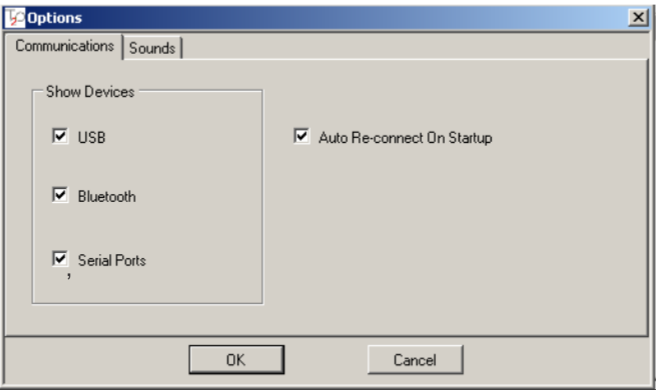 Options
Communications
Sounds
Show Devices
USB
Auto Re-connect On Startup
Bluetooth
Serial Ports
,
OK
Cancel